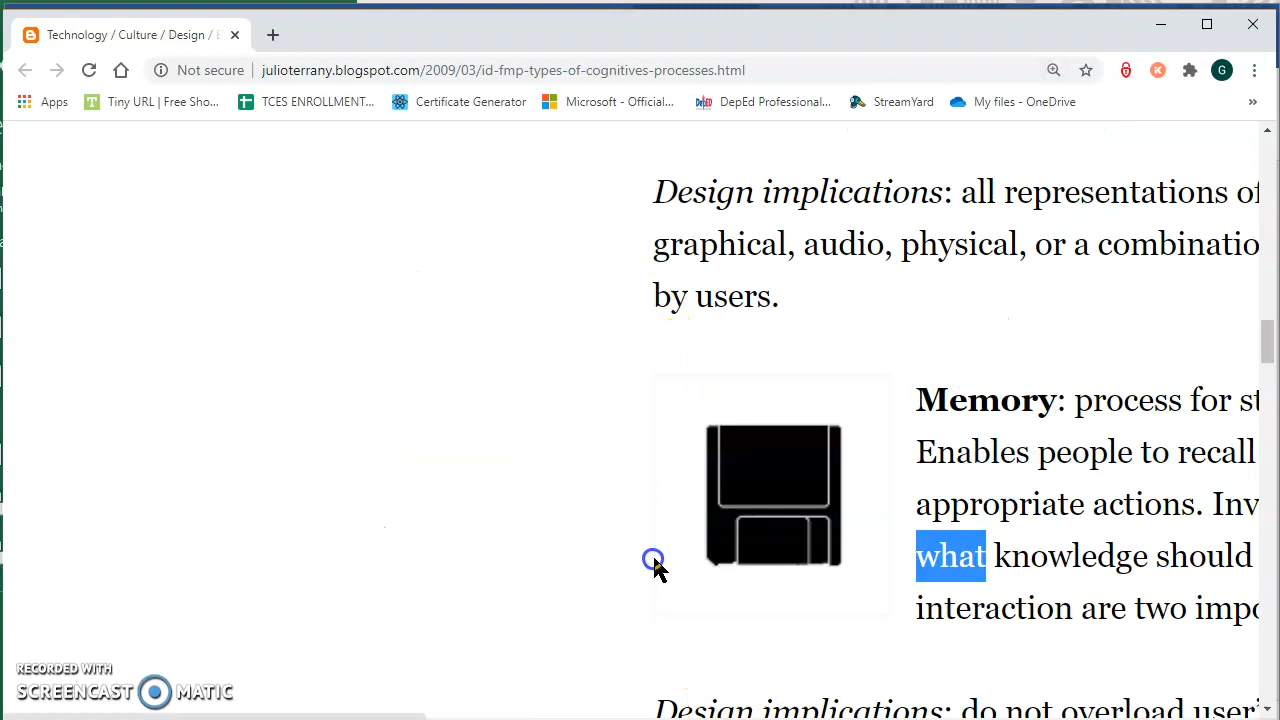 Technology / Culture / Design /
Not secure julioterrany.blogspot.com/2009/03/id-fmp-types-of-cognitives-processes.html
K G
Apps Tiny URL | Free Sho... TCEB ENROLLMENT... Certificate Generator Microsoft - Official... DepEd Professional... StreamYard My files - OneDrive »
Design implications: all representations of
graphical, audio, physical, or a combinatio
by users.
Memory: process for st
Enables people to recall
appropriate actions. Inv
what knowledge should
interaction are two impo
Design implications: do not overload user'
RECORDED WITH
SCREENCAST MATIC